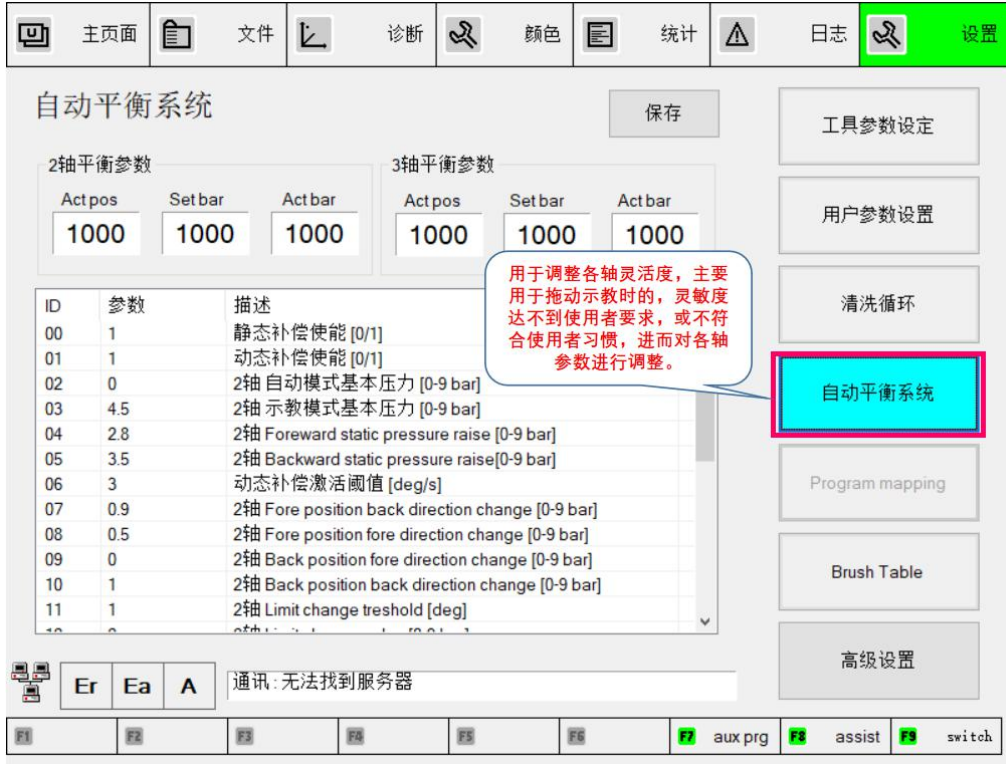 主页面 文件 诊断 颜色 统计 日志 设置
自动平衡系统
保存
2轴平衡参数
Act pos Set bar Act bar
1000 1000 1000
3轴平衡参数
Act pos Set bar Act bar
1000 1000 1000
用于调整各轴灵活度，主要
用于拖动示教时的，灵敏度
达不到使用者要求，或不符
合使用者习惯，进而对各轴
参数进行调整。
ID 参数 描述
00 1 静态补偿使能 [0/1]
01 1 动态补偿使能 [0/1]
02 0 2轴 自动模式基本压力 [0-9 bar]
03 4.5 2轴 示教模式基本压力 [0-9 bar]
04 2.8 2轴 Foreward static pressure raise [0-9 bar]
05 3.5 2轴 Backward static pressure raise[0-9 bar]
06 3 动态补偿激活阈值 [deg/s]
07 0.9 2轴 Fore position back direction change [0-9 bar]
08 0.5 2轴 Fore position fore direction change [0-9 bar]
09 0 2轴 Back position fore direction change [0-9 bar]
10 1 2轴 Back position back direction change [0-9 bar]
11 1 2轴 Limit change treshold [deg]
工具参数设定
用户参数设置
清洗循环
自动平衡系统
Program mapping
Brush Table
高级设置
Er Ea A
通讯:无法找到服务器
F1 F2 F3 F4 F5 F6 F7 aux prg F8 assist F9 switch